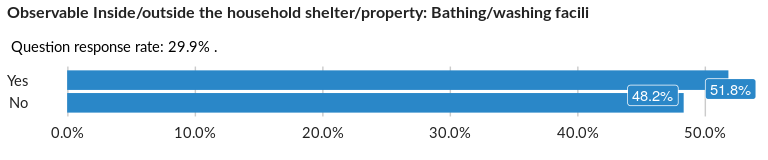 Observable Inside/outside the household shelter/property: Bathing/washing facili
Question response rate: 29.9% .
Yes
51.8%
No
48.2%
0.0% 10.0% 20.0% 30.0% 40.0% 50.0%